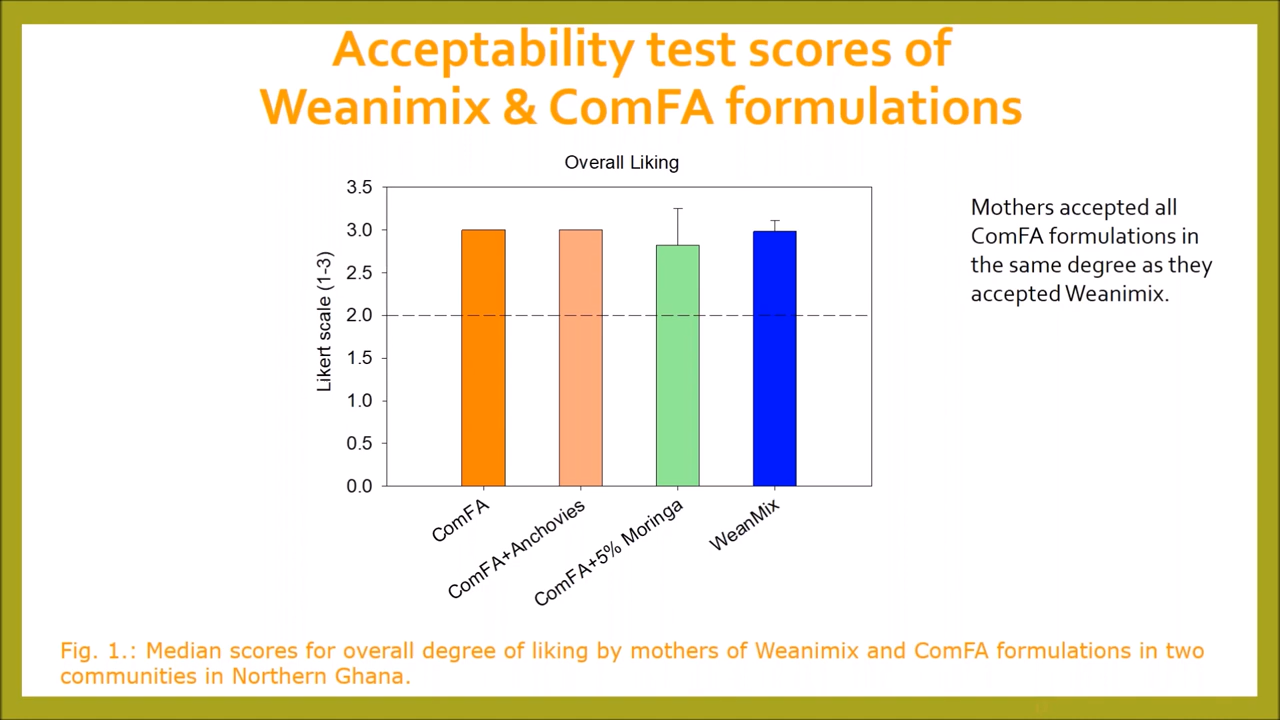 Acceptability test scores of
Weanimix & ComFA formulations
Overall Liking
3.5
3.0
2.5
2.0
1.5
1.0
0.5
0.0
Likert scale (1-3)
ComFA
ComFA+Anchovies
ComFA+5% Moringa
WeanMix
Mothers accepted all
ComFA formulations in
the same degree as they
accepted Weanimix.
Fig. 1.: Median scores for overall degree of liking by mothers of Weanimix and ComFA formulations in two
communities in Northern Ghana.